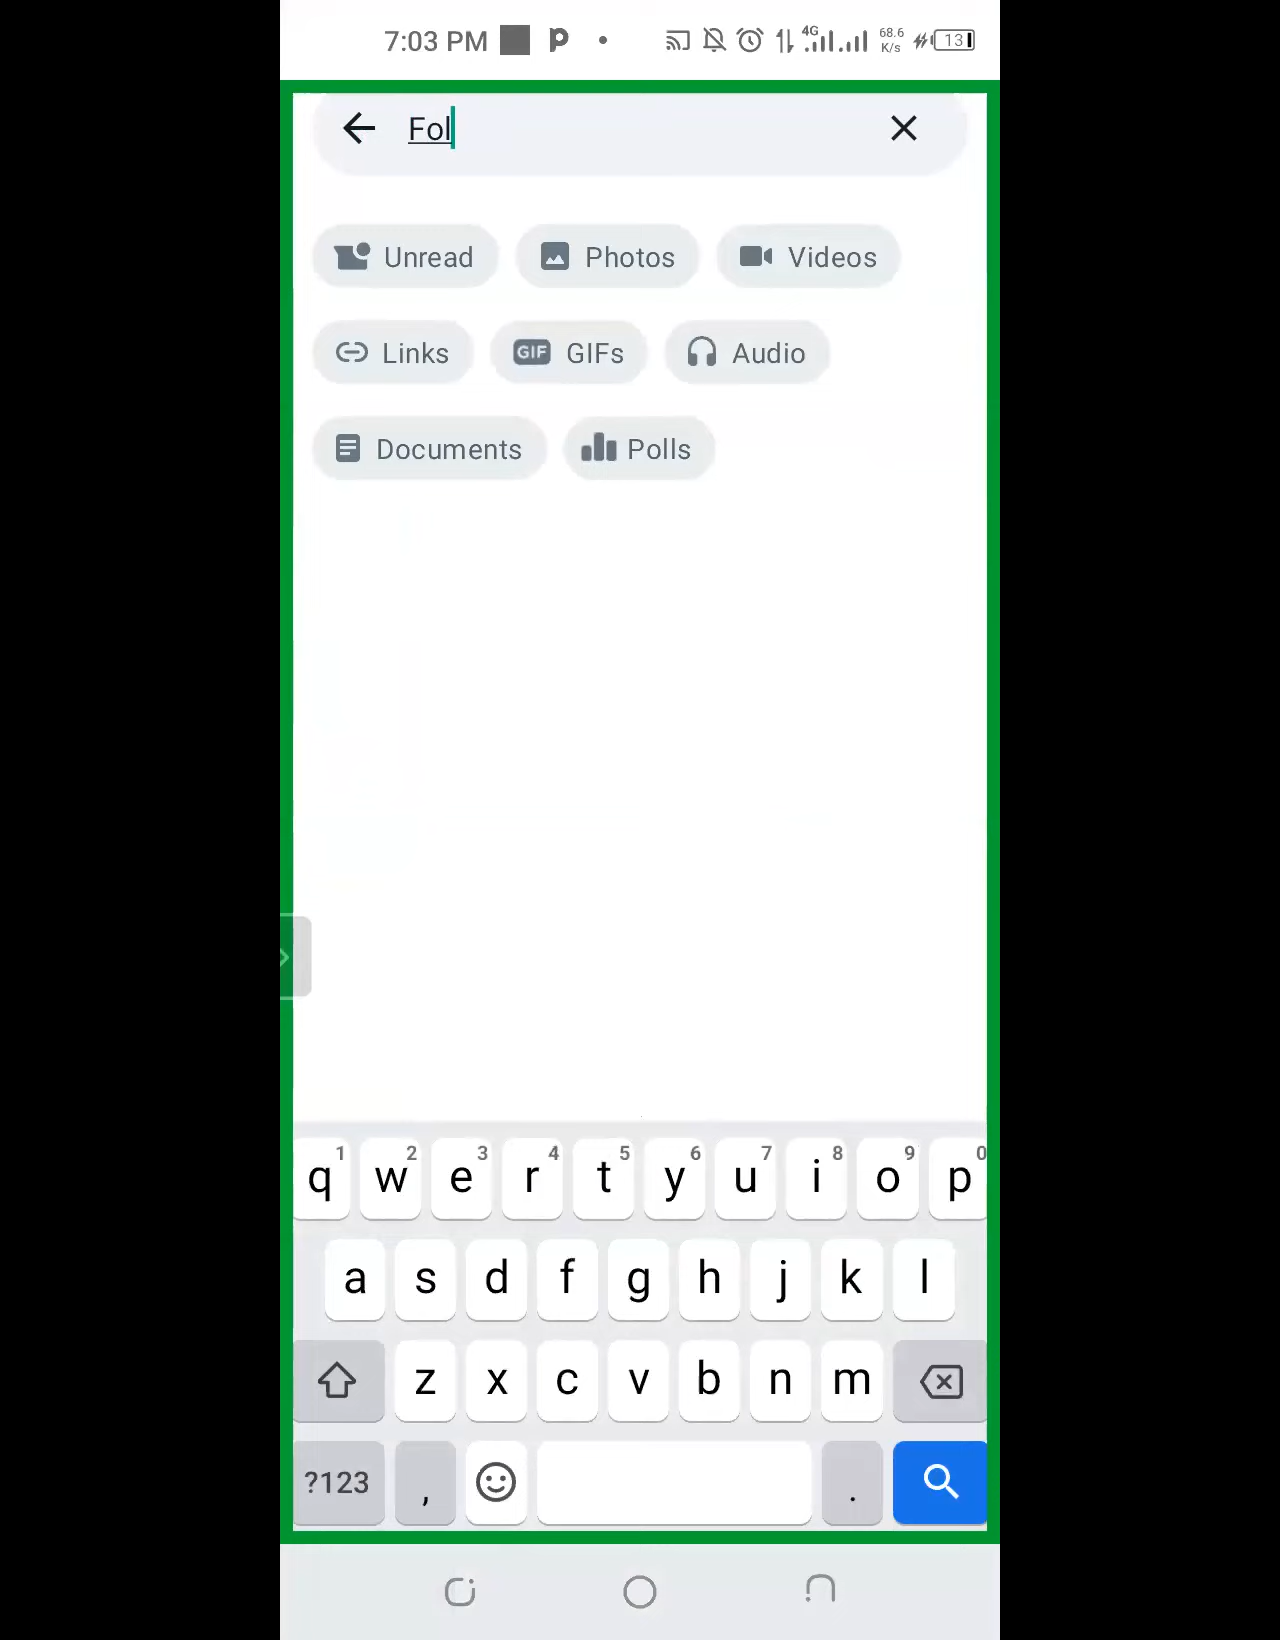 7:03 PM 4G 68.6 K/s 13
Fol
Unread Photos Videos
Links GIF GIFs Audio
Documents Polls
1 2 3 4 5 6 7 8 9 0
q w e r t y u i o p
a s d f g h j k l
z x c v b n m
?123 , .